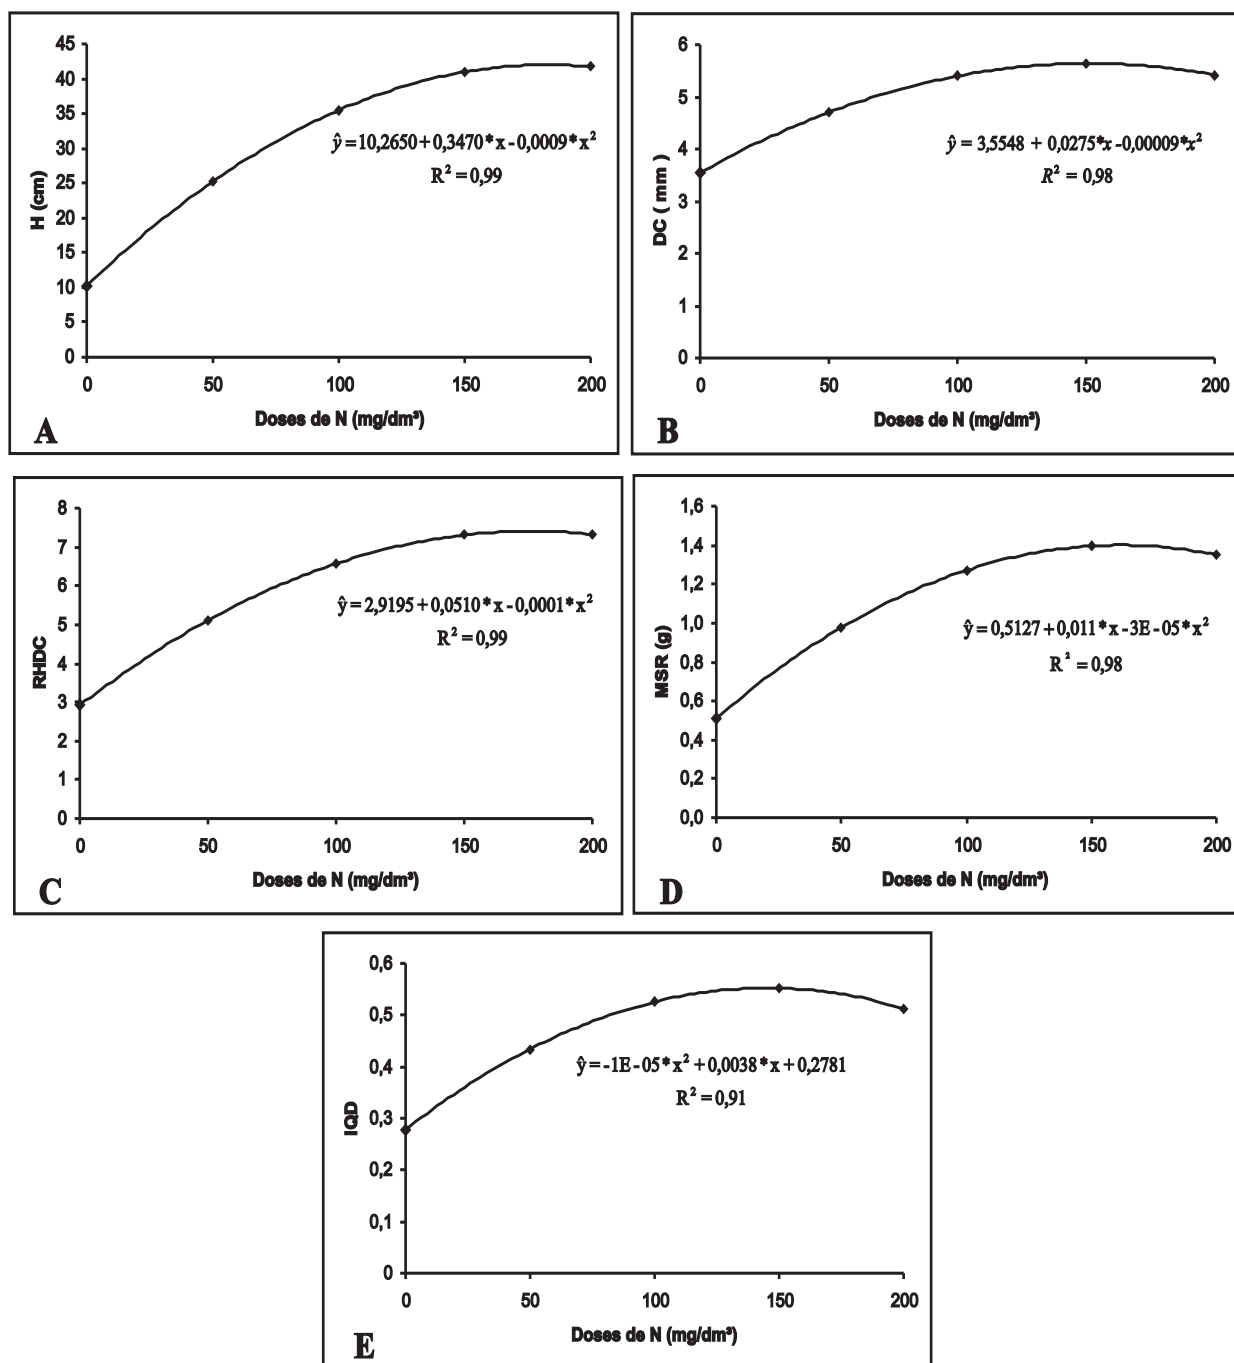 45
40
35
30
25
20
15
10
5
0
H (cm)
ŷ = 10,2650 + 0,3470*x - 0,0009*x²
R² = 0,99
0 50 100 150 200
Doses de N (mg/dm³)
A
6
5
4
3
2
1
0
DC ( mm )
ŷ = 3,5548 + 0,0275*x - 0,00009*x²
R² = 0,98
0 50 100 150 200
Doses de N (mg/dm³)
B
8
7
6
5
4
3
2
1
0
RHDC
ŷ = 2,9195 + 0,0510*x - 0,0001*x²
R² = 0,99
0 50 100 150 200
Doses de N (mg/dm³)
C
1,6
1,4
1,2
1,0
0,8
0,6
0,4
0,2
0,0
MSR (g)
ŷ = 0,5127 + 0,011*x - 3E - 05*x²
R² = 0,98
0 50 100 150 200
Doses de N (mg/dm³)
D
0,6
0,5
0,4
0,3
0,2
0,1
0
IQD
ŷ = -1E - 05*x² + 0,0038*x + 0,2781
R² = 0,91
0 50 100 150 200
Doses de N (mg/dm³)
E